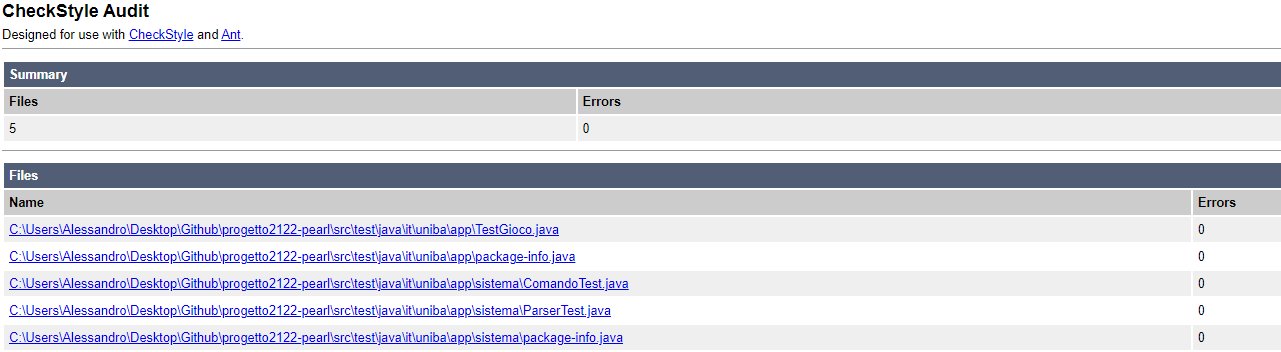 CheckStyle Audit
Designed for use with CheckStyle and Ant.
Summary
Files Errors
5 0
Files
Name Errors
C:\Users\Alessandro\Desktop\Github\progetto2122-pearl\src\test\java\it\uniba\app\TestGioco.java 0
C:\Users\Alessandro\Desktop\Github\progetto2122-pearl\src\test\java\it\uniba\app\package-info.java 0
C:\Users\Alessandro\Desktop\Github\progetto2122-pearl\src\test\java\it\uniba\app\sistema\ComandoTest.java 0
C:\Users\Alessandro\Desktop\Github\progetto2122-pearl\src\test\java\it\uniba\app\sistema\ParserTest.java 0
C:\Users\Alessandro\Desktop\Github\progetto2122-pearl\src\test\java\it\uniba\app\sistema\package-info.java 0